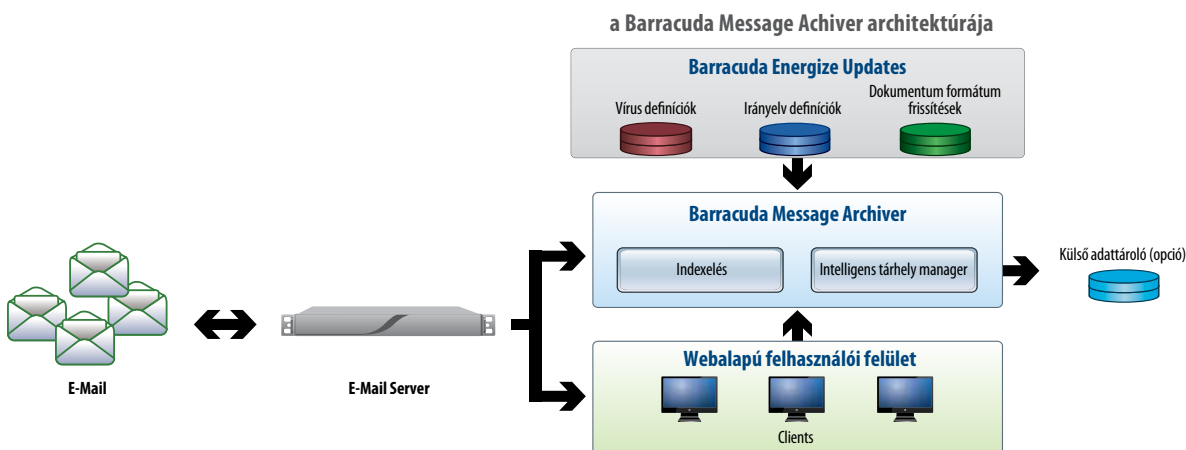 a Barracuda Message Achiver architektúrája
Barracuda Energize Updates
Vírus definíciók
Irányelv definíciók
Dokumentum formátum
frissítések
Barracuda Message Archiver
Indexelés
Intelligens tárhely manager
Külső adattároló (opció)
E-Mail
E-Mail Server
Webalapú felhasználói felület
Clients